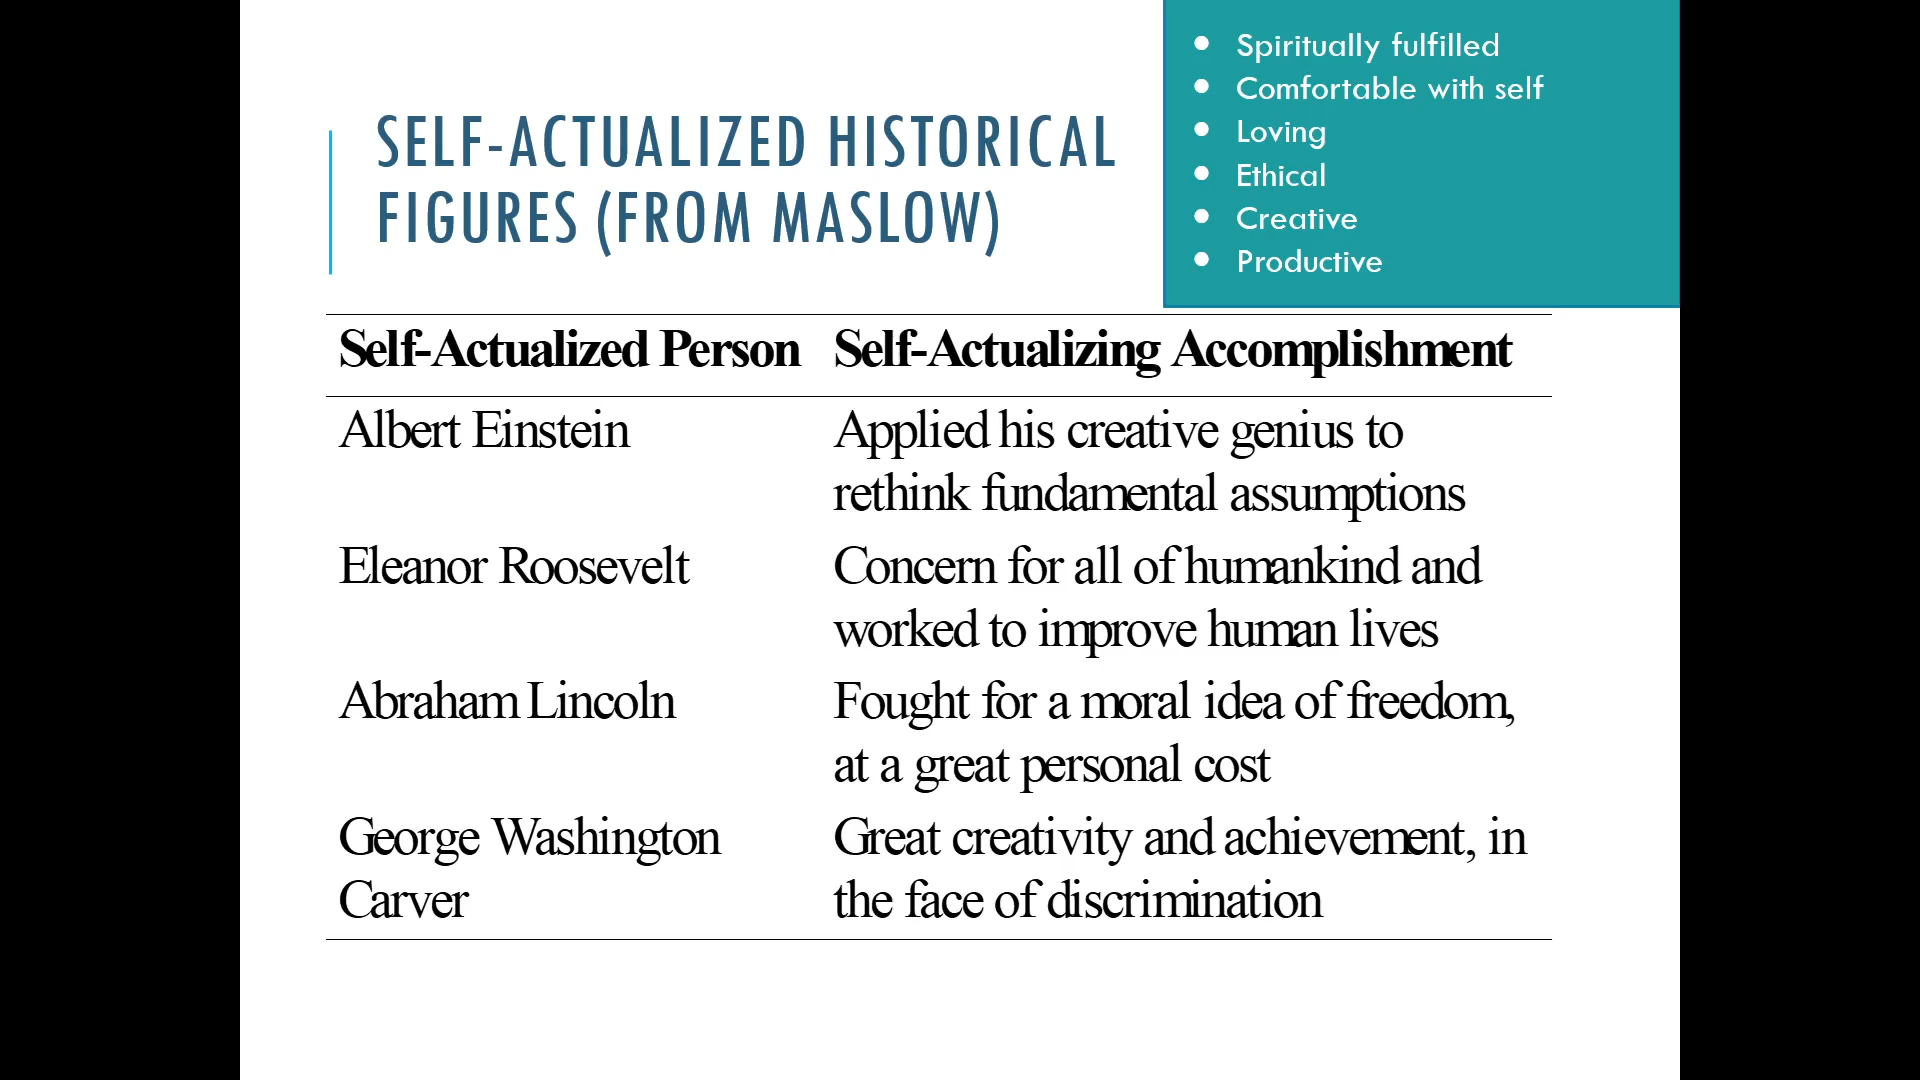 SELF-ACTUALIZED HISTORICAL
FIGURES (FROM MASLOW)
• Spiritually fulfilled
• Comfortable with self
• Loving
• Ethical
• Creative
• Productive
Self-Actualized Person Self-Actualizing Accomplishment
Albert Einstein Applied his creative genius to
rethink fundamental assumptions
Eleanor Roosevelt Concern for all of humankind and
worked to improve human lives
Abraham Lincoln Fought for a moral idea of freedom,
at a great personal cost
George Washington Great creativity and achievement, in
Carver the face of discrimination